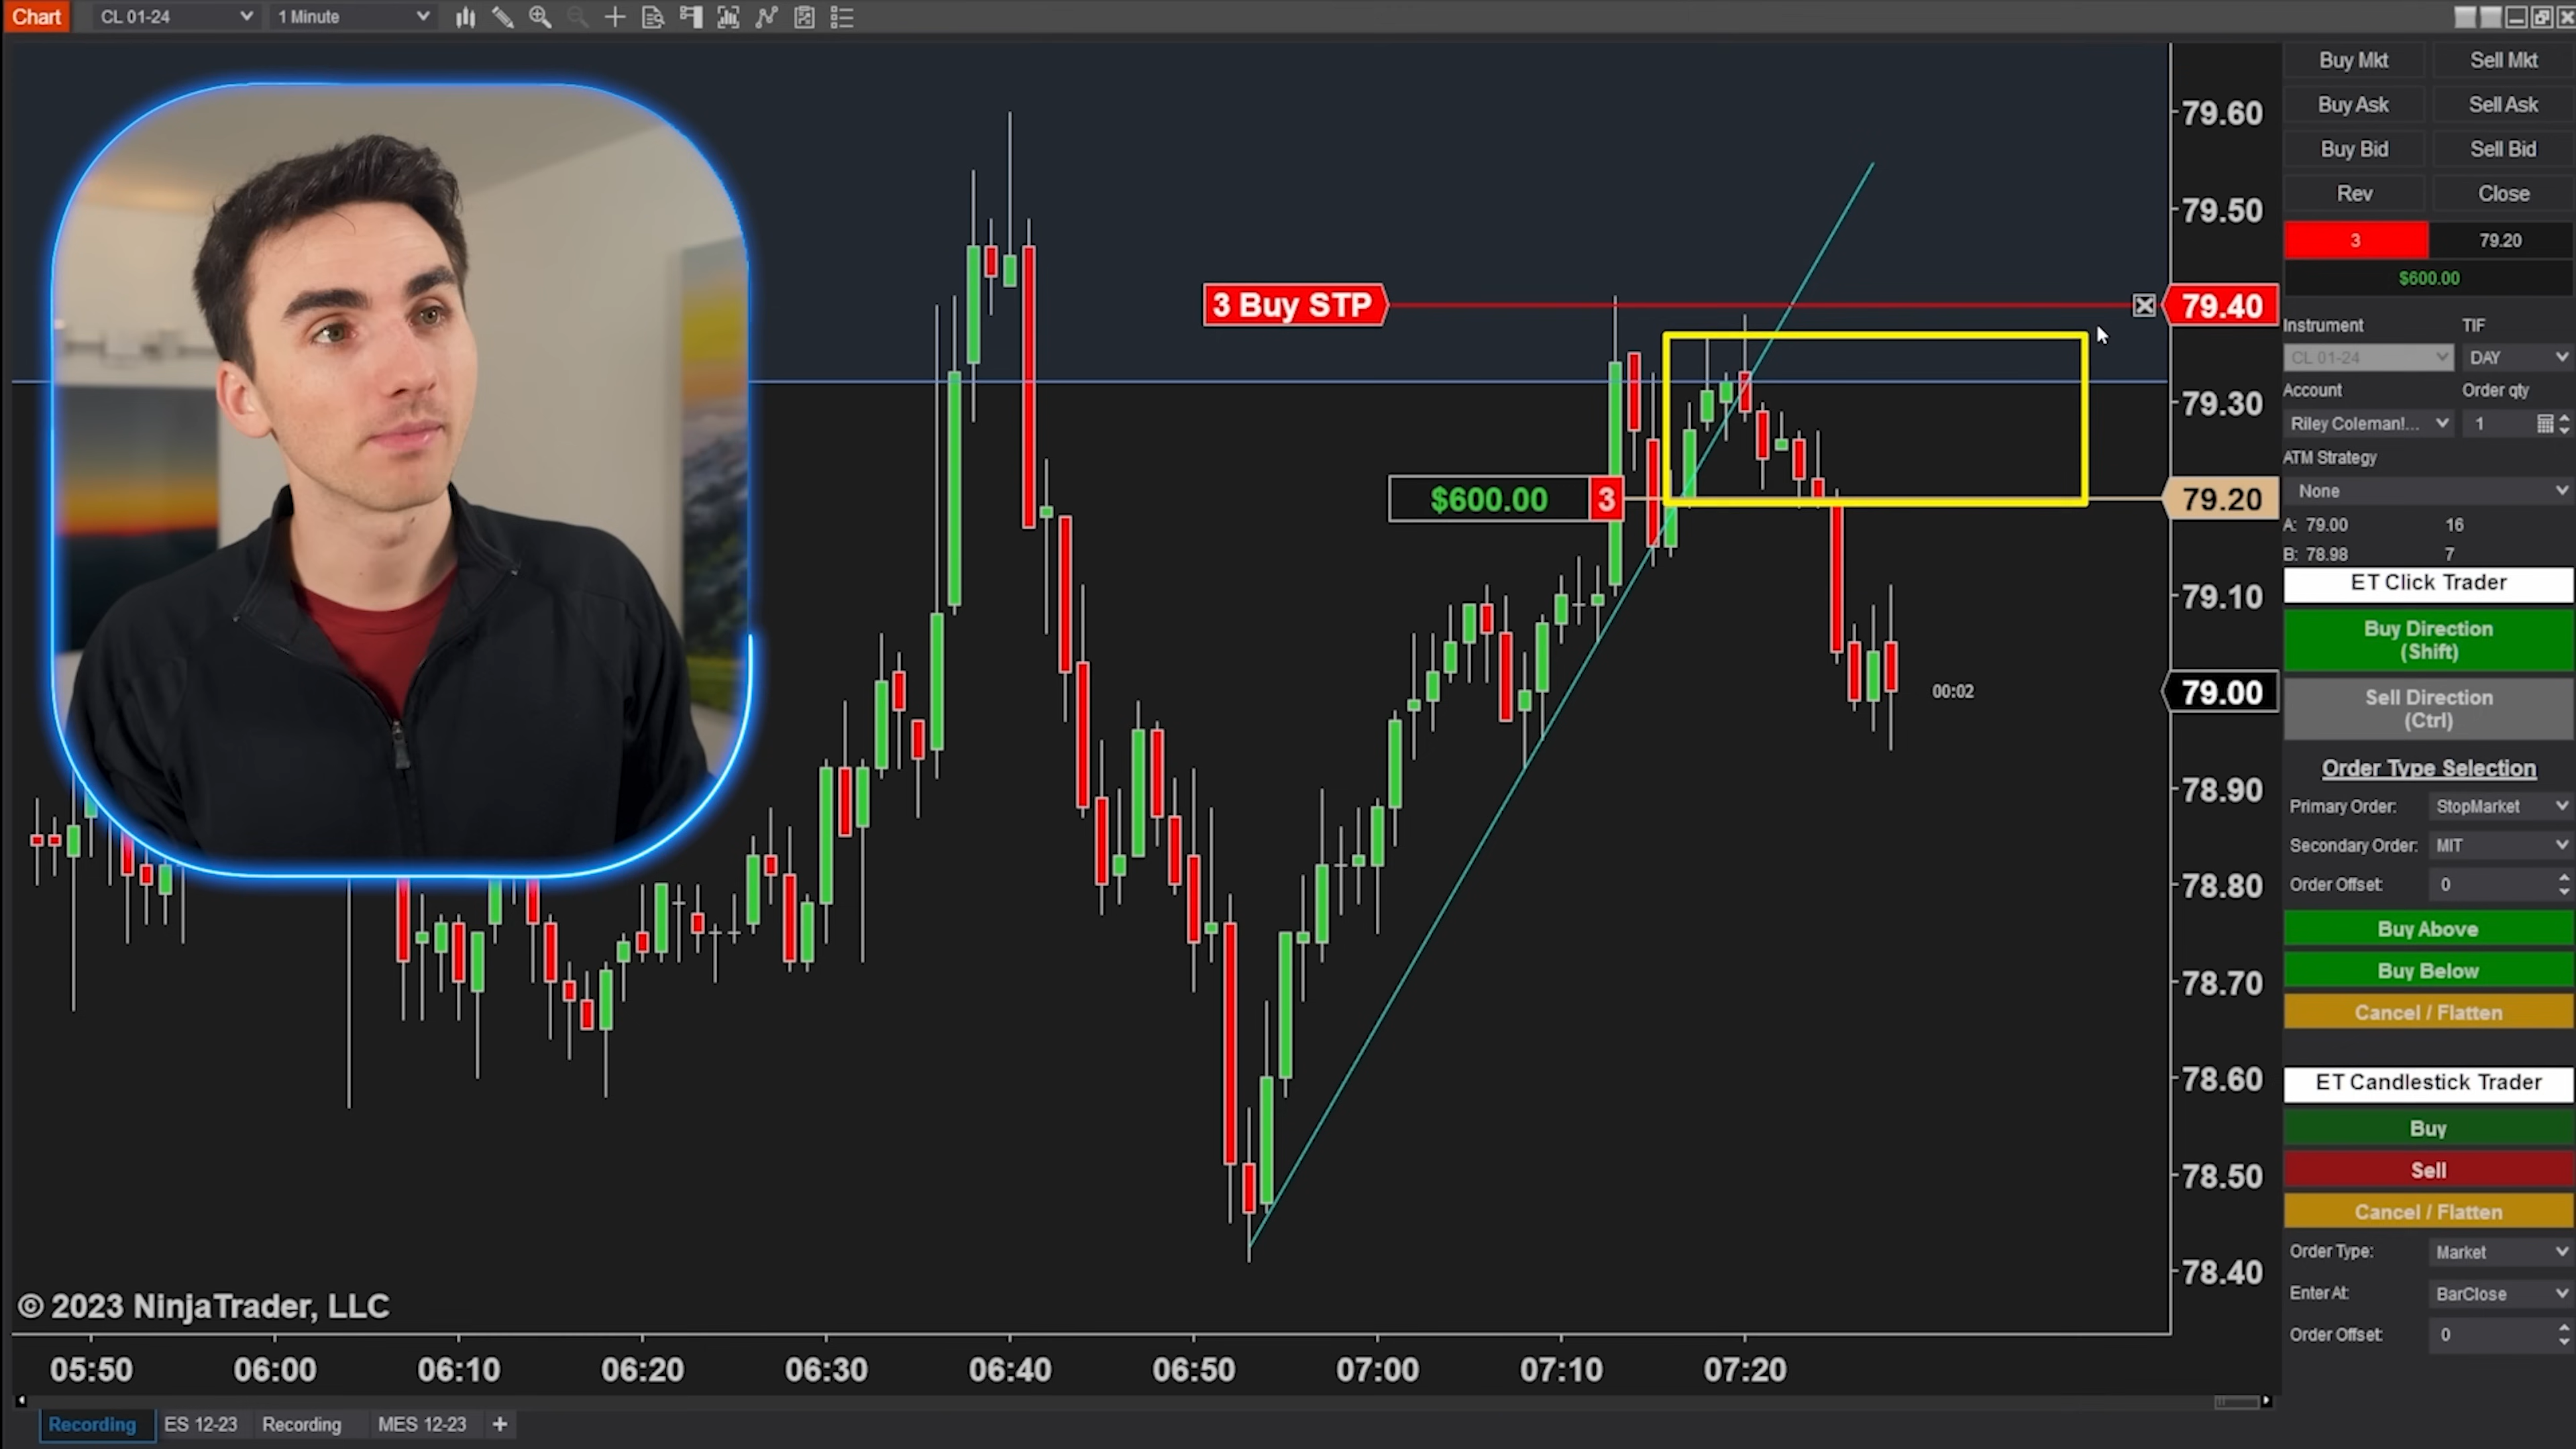 Chart
CL 01-24
1 Minute
Buy Mkt
Sell Mkt
Buy Ask
Sell Ask
Buy Bid
Sell Bid
Rev
Close
3
79.20
$600.00
Instrument
TIF
CL 01-24
DAY
Account
Order qty
Riley Coleman!...
1
ATM Strategy
None
A: 79.00
16
B: 78.98
7
ET Click Trader
Buy Direction
(Shift)
Sell Direction
(Ctrl)
Order Type Selection
Primary Order:
StopMarket
Secondary Order:
MIT
Order Offset:
0
Buy Above
Buy Below
Cancel / Flatten
ET Candlestick Trader
Buy
Sell
Cancel / Flatten
Order Type:
Market
Enter At:
BarClose
Order Offset:
0
79.60
79.50
3 Buy STP
79.40
79.30
$600.00
3
79.20
79.10
00:02
79.00
78.90
78.80
78.70
78.60
78.50
78.40
© 2023 NinjaTrader, LLC
05:50
06:00
06:10
06:20
06:30
06:40
06:50
07:00
07:10
07:20
Recording
ES 12-23
Recording
MES 12-23
+